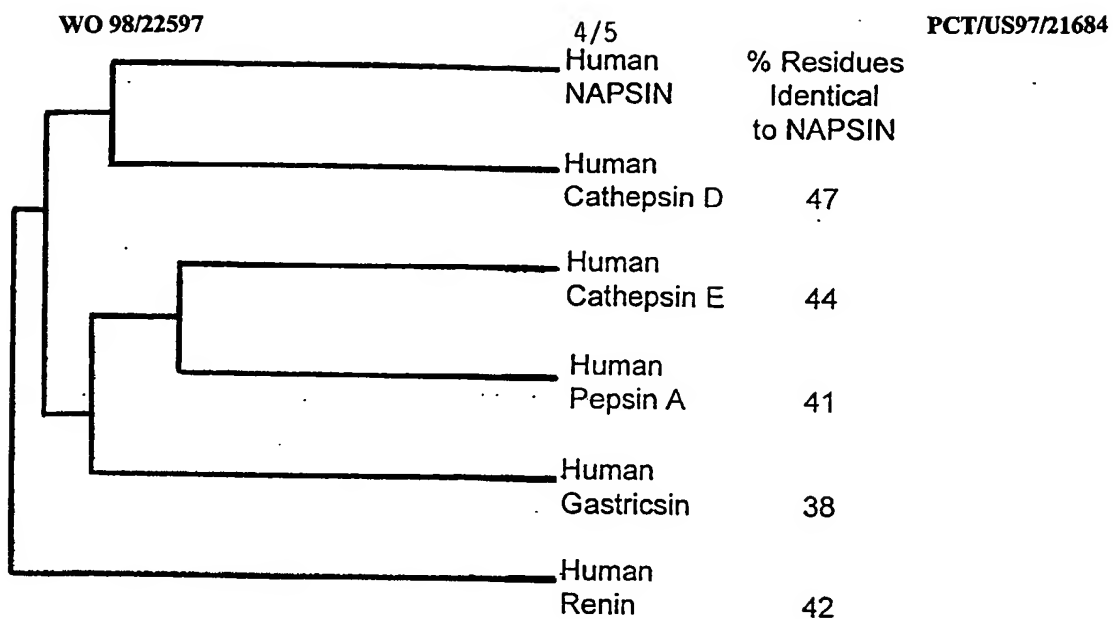 WO 98/22597
4/5
PCT/US97/21684
Human
NAPSIN
% Residues
Identical
to NAPSIN
Human
Cathepsin D
47
Human
Cathepsin E
44
Human
Pepsin A
41
Human
Gastricsin
38
Human
Renin
42